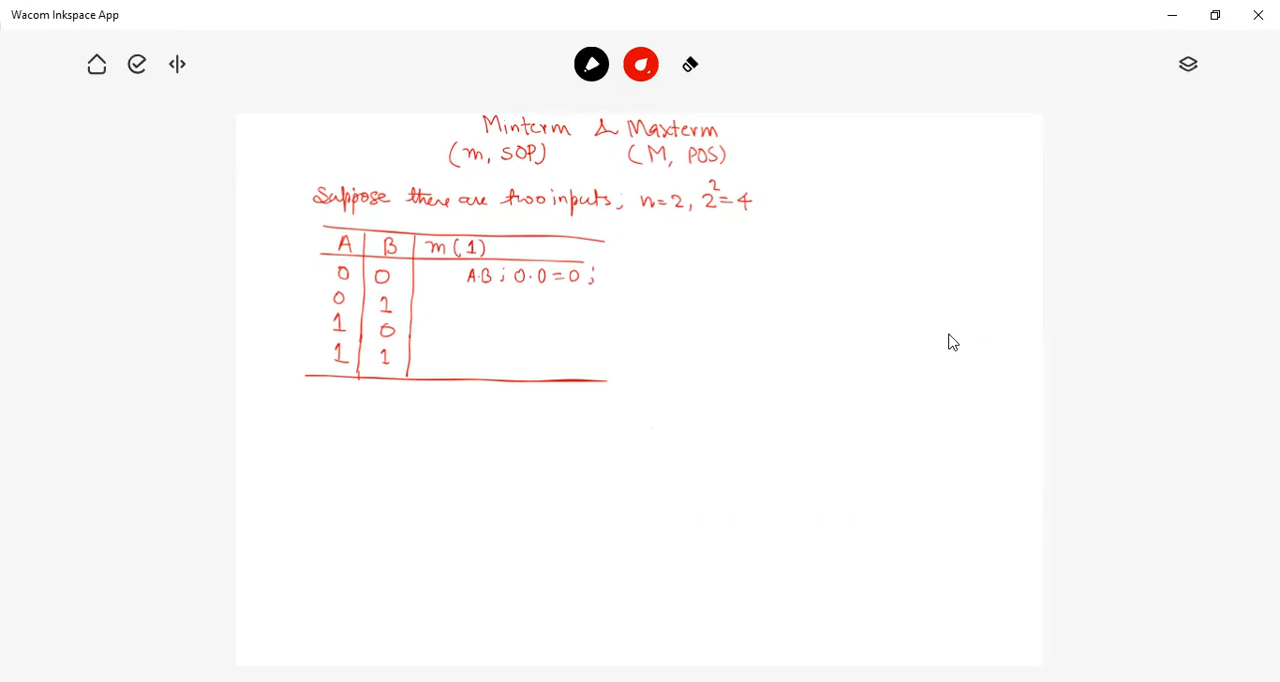 Wacom Inkspace App
Minterm & Maxterm
(m, SOP) (M, POS)
Suppose there are two inputs; n=2, 2²=4
A B m(1)
0 0 A·B; 0·0=0;
0 1
1 0
1 1